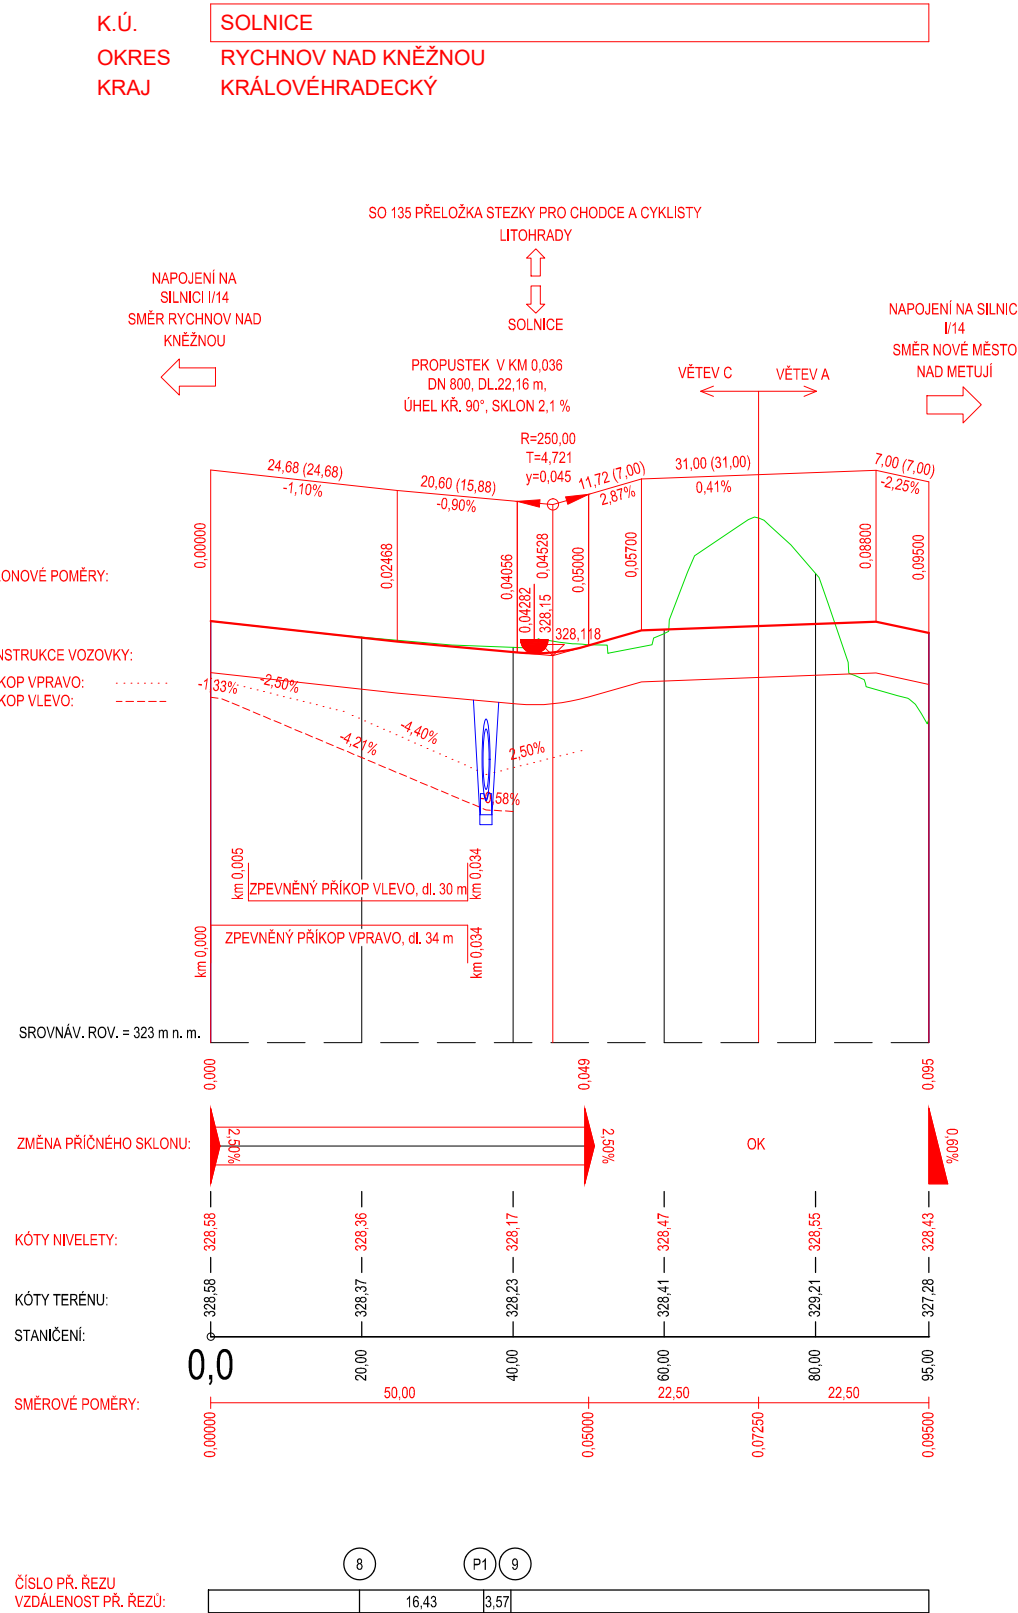 K.Ú. SOLNICE
OKRES RYCHNOV NAD KNĚŽNOU
KRAJ KRÁLOVÉHRADECKÝ
SO 135 PŘELOŽKA STEZKY PRO CHODCE A CYKLISTY
LITOHRADY
SOLNICE
NAPOJENÍ NA
SILNICI I/14
SMĚR RYCHNOV NAD
KNĚŽNOU
NAPOJENÍ NA SILNIC
I/14
SMĚR NOVÉ MĚSTO
NAD METUJÍ
PROPUSTEK V KM 0,036
DN 800, DL.22,16 m,
ÚHEL KŘ. 90°, SKLON 2,1 %
VĚTEV C
VĚTEV A
R=250,00
T=4,721
y=0,045
24,68 (24,68)
-1,10%
20,60 (15,88)
-0,90%
11,72 (7,00)
2,87%
31,00 (31,00)
0,41%
7,00 (7,00)
-2,25%
0,00000
0,02468
0,04056
0,04282
0,04528
328.15
0,05000
0,05700
0,08800
0,09500
328,118
LONOVÉ POMĚRY:
NSTRUKCE VOZOVKY:
KOP VPRAVO:
KOP VLEVO:
-1,33%
-2,50%
-4,40%
-4,21%
2,50%
,58%
km 0,005
ZPEVNĚNÝ PŘÍKOP VLEVO, dl. 30 m
km 0,034
km 0,000
ZPEVNĚNÝ PŘÍKOP VPRAVO, dl. 34 m
km 0,034
SROVNÁV. ROV. = 323 m n. m.
0,000
0,049
0,095
ZMĚNA PŘÍČNÉHO SKLONU:
2,50%
2,50%
OK
0,60%
KÓTY NIVELETY:
328,58
328,36
328,17
328,47
328,55
328,43
KÓTY TERÉNU:
328,58
328,37
328,23
328,41
329,21
327,28
STANIČENÍ:
0,0
20,00
40,00
60,00
80,00
95,00
SMĚROVÉ POMĚRY:
50,00
22,50
22,50
0,00000
0,05000
0,07250
0,09500
8
P1
9
ČÍSLO PŘ. ŘEZU
VZDÁLENOST PŘ. ŘEZŮ:
16,43
3,57